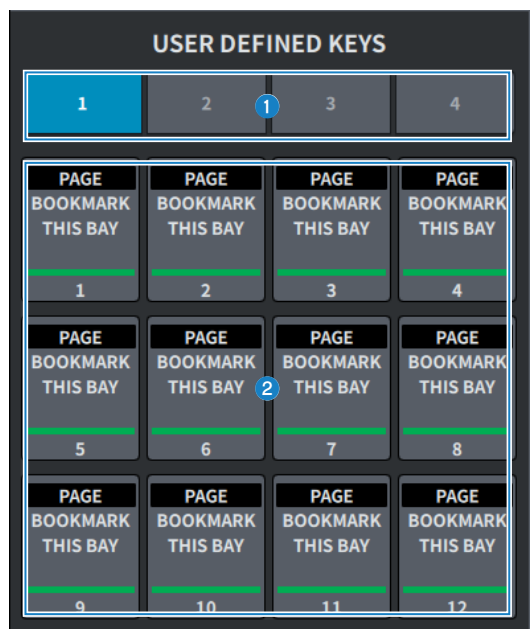 USER DEFINED KEYS
1 2 1 3 4
PAGE PAGE PAGE PAGE
BOOKMARK BOOKMARK BOOKMARK BOOKMARK
THIS BAY THIS BAY THIS BAY THIS BAY
1 2 3 4
PAGE PAGE PAGE PAGE
BOOKMARK BOOKMARK BOOKMARK BOOKMARK
THIS BAY THIS BAY 2 THIS BAY THIS BAY
5 6 7 8
PAGE PAGE PAGE PAGE
BOOKMARK BOOKMARK BOOKMARK BOOKMARK
THIS BAY THIS BAY THIS BAY THIS BAY
9 10 11 12